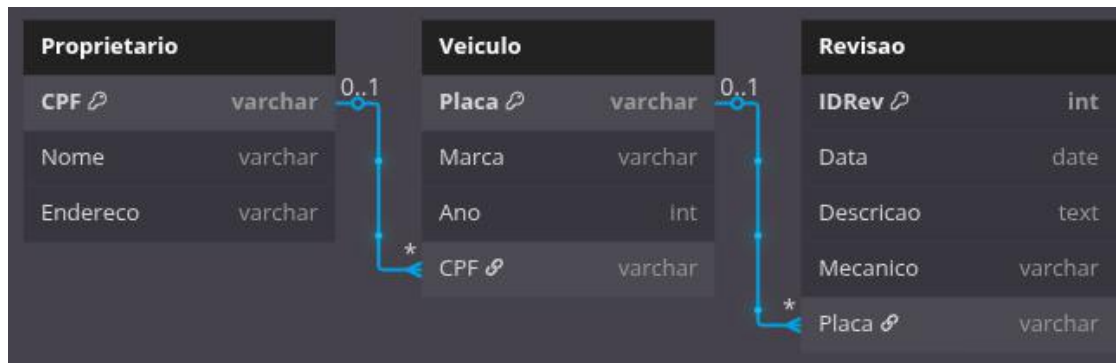 Proprietario
CPF varchar
Nome varchar
Endereco varchar
0..1
*
Veiculo
Placa varchar
Marca varchar
Ano int
CPF varchar
0..1
*
Revisao
IDRev int
Data date
Descricao text
Mecanico varchar
Placa varchar